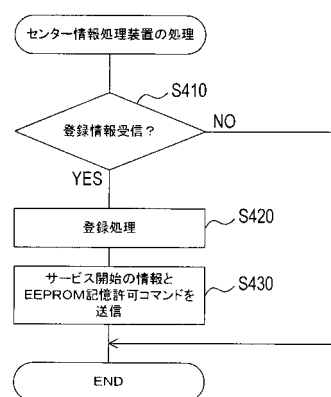 センター情報処理装置の処理
S410
登録情報受信？
NO
YES
登録処理
S420
サービス開始の情報と
EEPROM記憶許可コマンドを
送信
S430
END